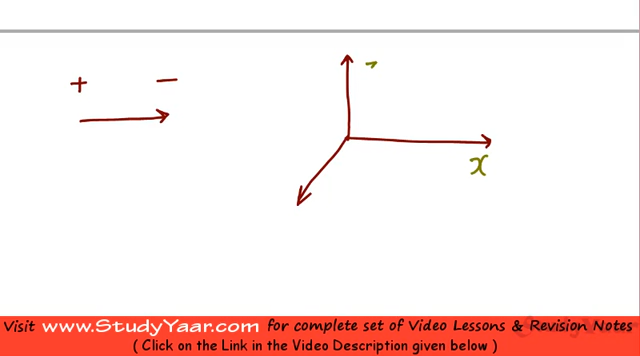 + −
x
Visit www.StudyYaar.com for complete set of Video Lessons & Revision Notes
( Click on the Link in the Video Description given below )